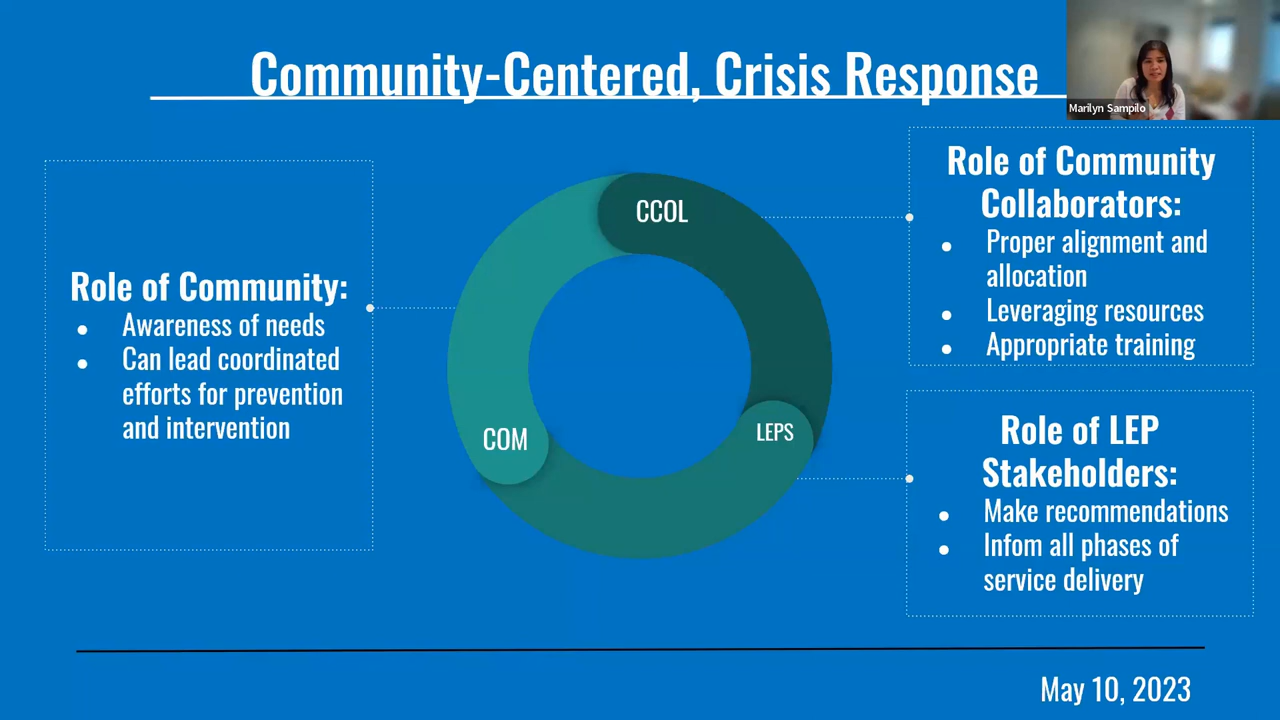 Community-Centered, Crisis Response
Marilyn Sampilo
Role of Community:
● Awareness of needs
● Can lead coordinated
efforts for prevention
and intervention
CCOL
COM
LEPS
Role of Community
Collaborators:
● Proper alignment and
allocation
● Leveraging resources
● Appropriate training
Role of LEP
Stakeholders:
● Make recommendations
● Infom all phases of
service delivery
May 10, 2023